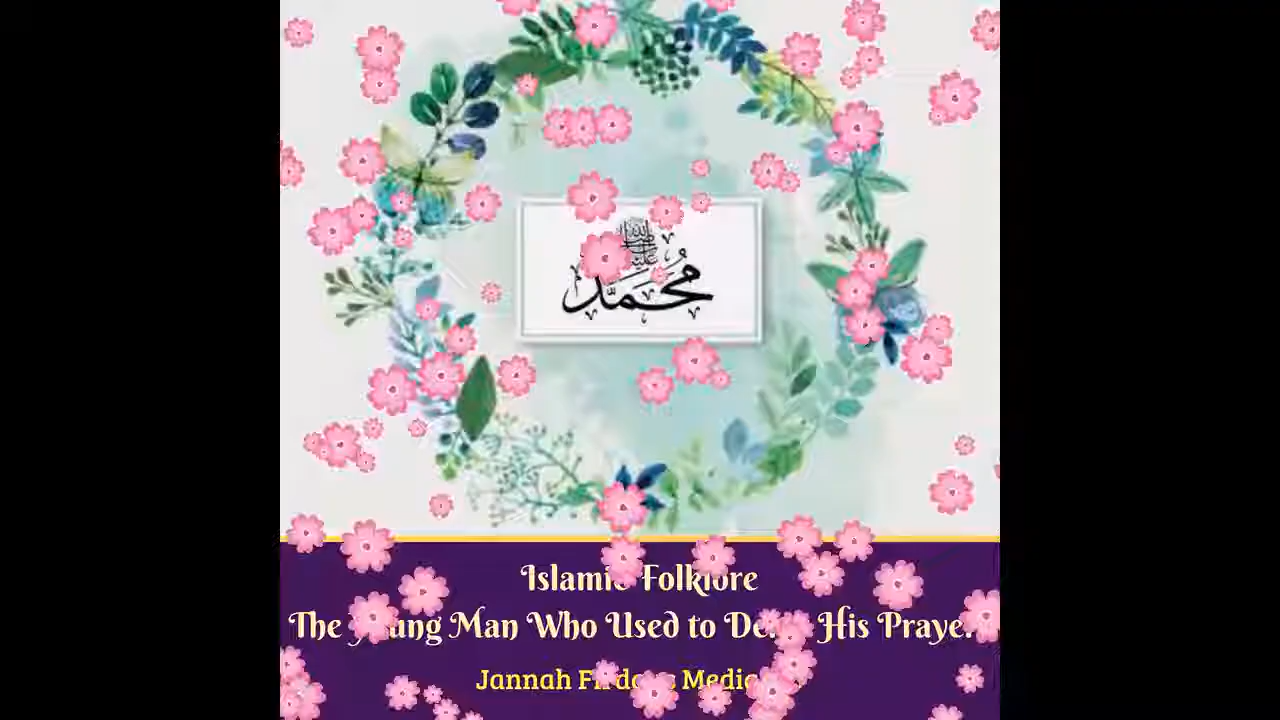 محمد
Islamic Folklore
The Young Man Who Used to Delay His Prayer
Jannah Firdaus Media